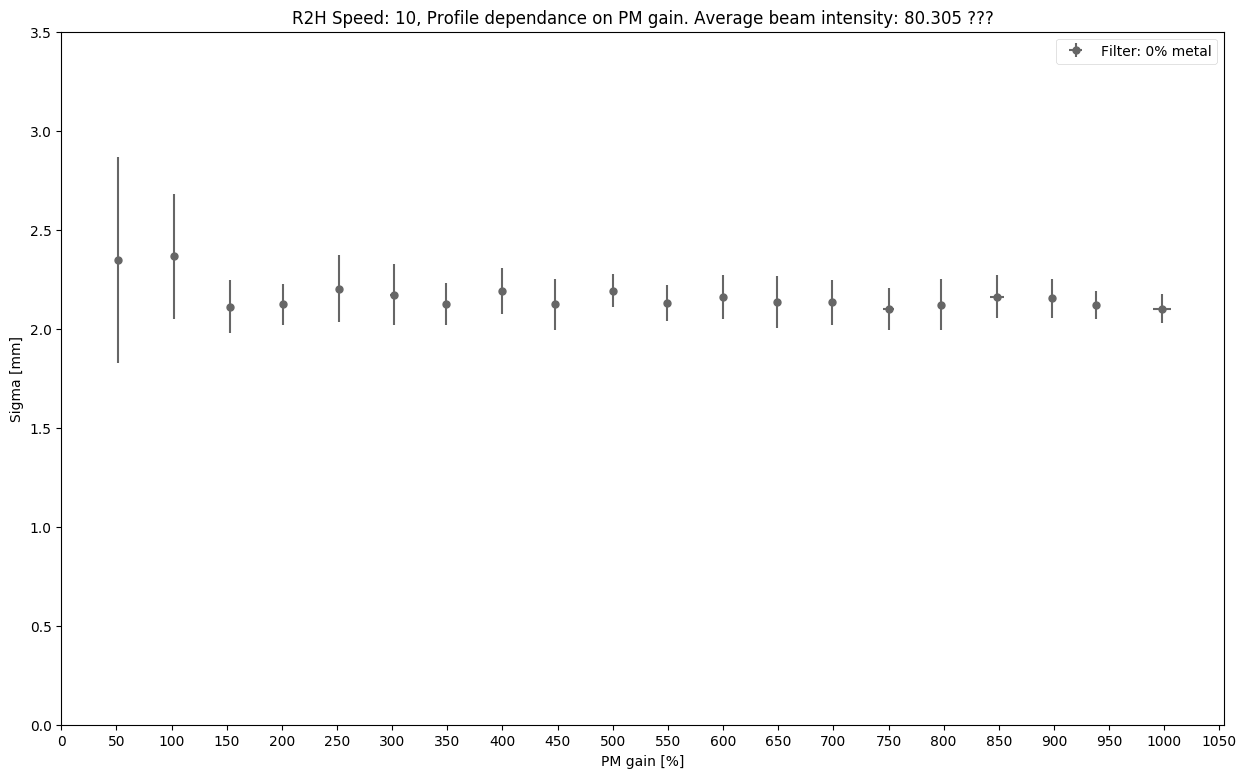 R2H Speed: 10, Profile dependance on PM gain. Average beam intensity: 80.305 ???
Filter: 0% metal
3.5
3.0
2.5
2.0
1.5
1.0
0.5
0.0
Sigma [mm]
0 50 100 150 200 250 300 350 400 450 500 550 600 650 700 750 800 850 900 950 1000 1050
PM gain [%]